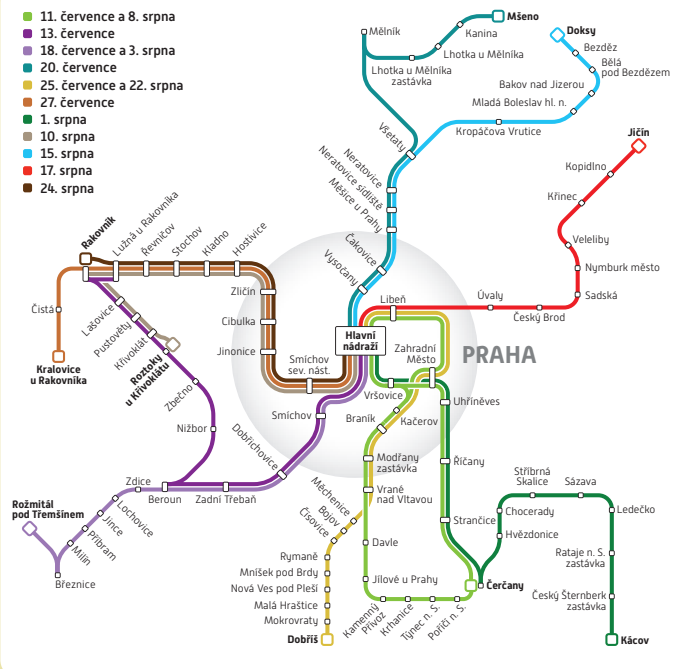 11. července a 8. srpna
13. července
18. července a 3. srpna
20. července
25. července a 22. srpna
27. července
1. srpna
10. srpna
15. srpna
17. srpna
24. srpna
Mělník
Kanina
Mšeno
Lhotka u Mělníka
Lhotka u Mělníka
zastávka
Doksy
Bezděz
Bělá
pod Bezdězem
Bakov nad Jizerou
Mladá Boleslav hl. n.
Kropáčova Vrutice
Všetaty
Neratovice
Neratovice sídliště
Měšice u Prahy
Čakovice
Vysočany
Jičín
Kopidlno
Křinec
Veleliby
Nymburk město
Sadská
Český Brod
Úvaly
Libeň
Rakovník
Lužná u Rakovníka
Řevničov
Stochov
Kladno
Hostivice
Zličín
Cibulka
Jinonice
Smíchov
sev. nást.
Hlavní
nádraží
Zahradní
Město
PRAHA
Čistá
Kralovice
u Rakovníka
Lašovice
Pustověty
Křivoklát
Roztoky
u Křivoklátu
Zbečno
Nižbor
Smíchov
Dobřichovice
Zadní Třebaň
Beroun
Zdice
Lochovice
Jince
Příbram
Milín
Březnice
Rožmitál
pod Třemšínem
Vršovice
Kačerov
Braník
Modřany
zastávka
Vrané
nad Vltavou
Měchenice
Bojov
Čisovice
Rymaně
Mníšek pod Brdy
Nová Ves pod Pleší
Malá Hraštice
Mokrovraty
Dobříš
Davle
Jílové u Prahy
Kamenný
Přívoz
Krhanice
Týnec n. S.
Poříčí n. S.
Čerčany
Uhříněves
Říčany
Strančice
Hvězdonice
Chocerady
Stříbrná
Skalice
Sázava
Ledečko
Rataje n. S.
zastávka
Český Šternberk
zastávka
Kácov